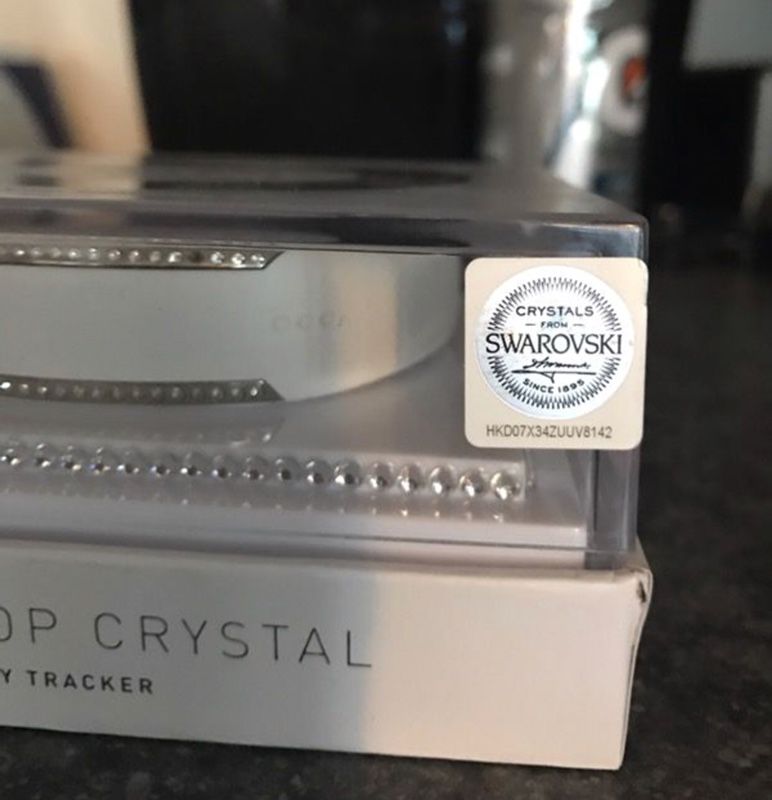 CRYSTALS
FROM
SWAROVSKI
SINCE 1895
HKD07X34ZUUV8142
OP CRYSTAL
Y TRACKER